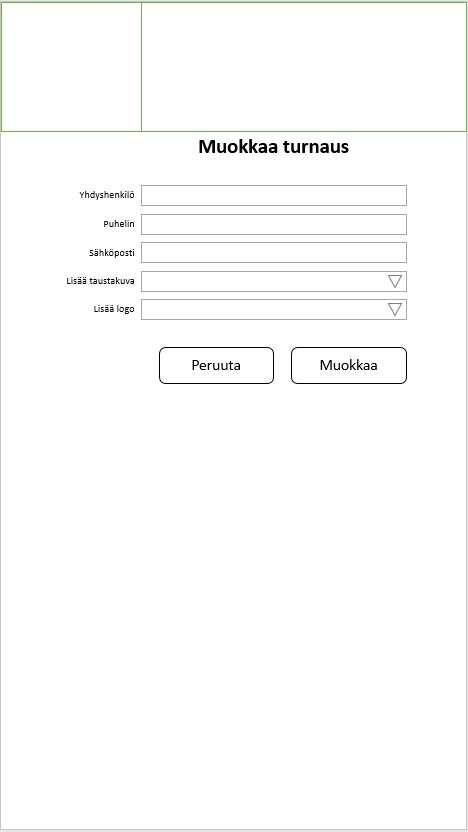 Muokkaa turnaus
Yhdyshenkilö
Puhelin
Sähköposti
Lisää taustakuva
Lisää logo
Peruuta Muokkaa